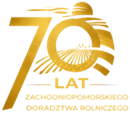 70
LAT
ZACHODNIOPOMORSKIEGO
DORADZTWA ROLNICZEGO